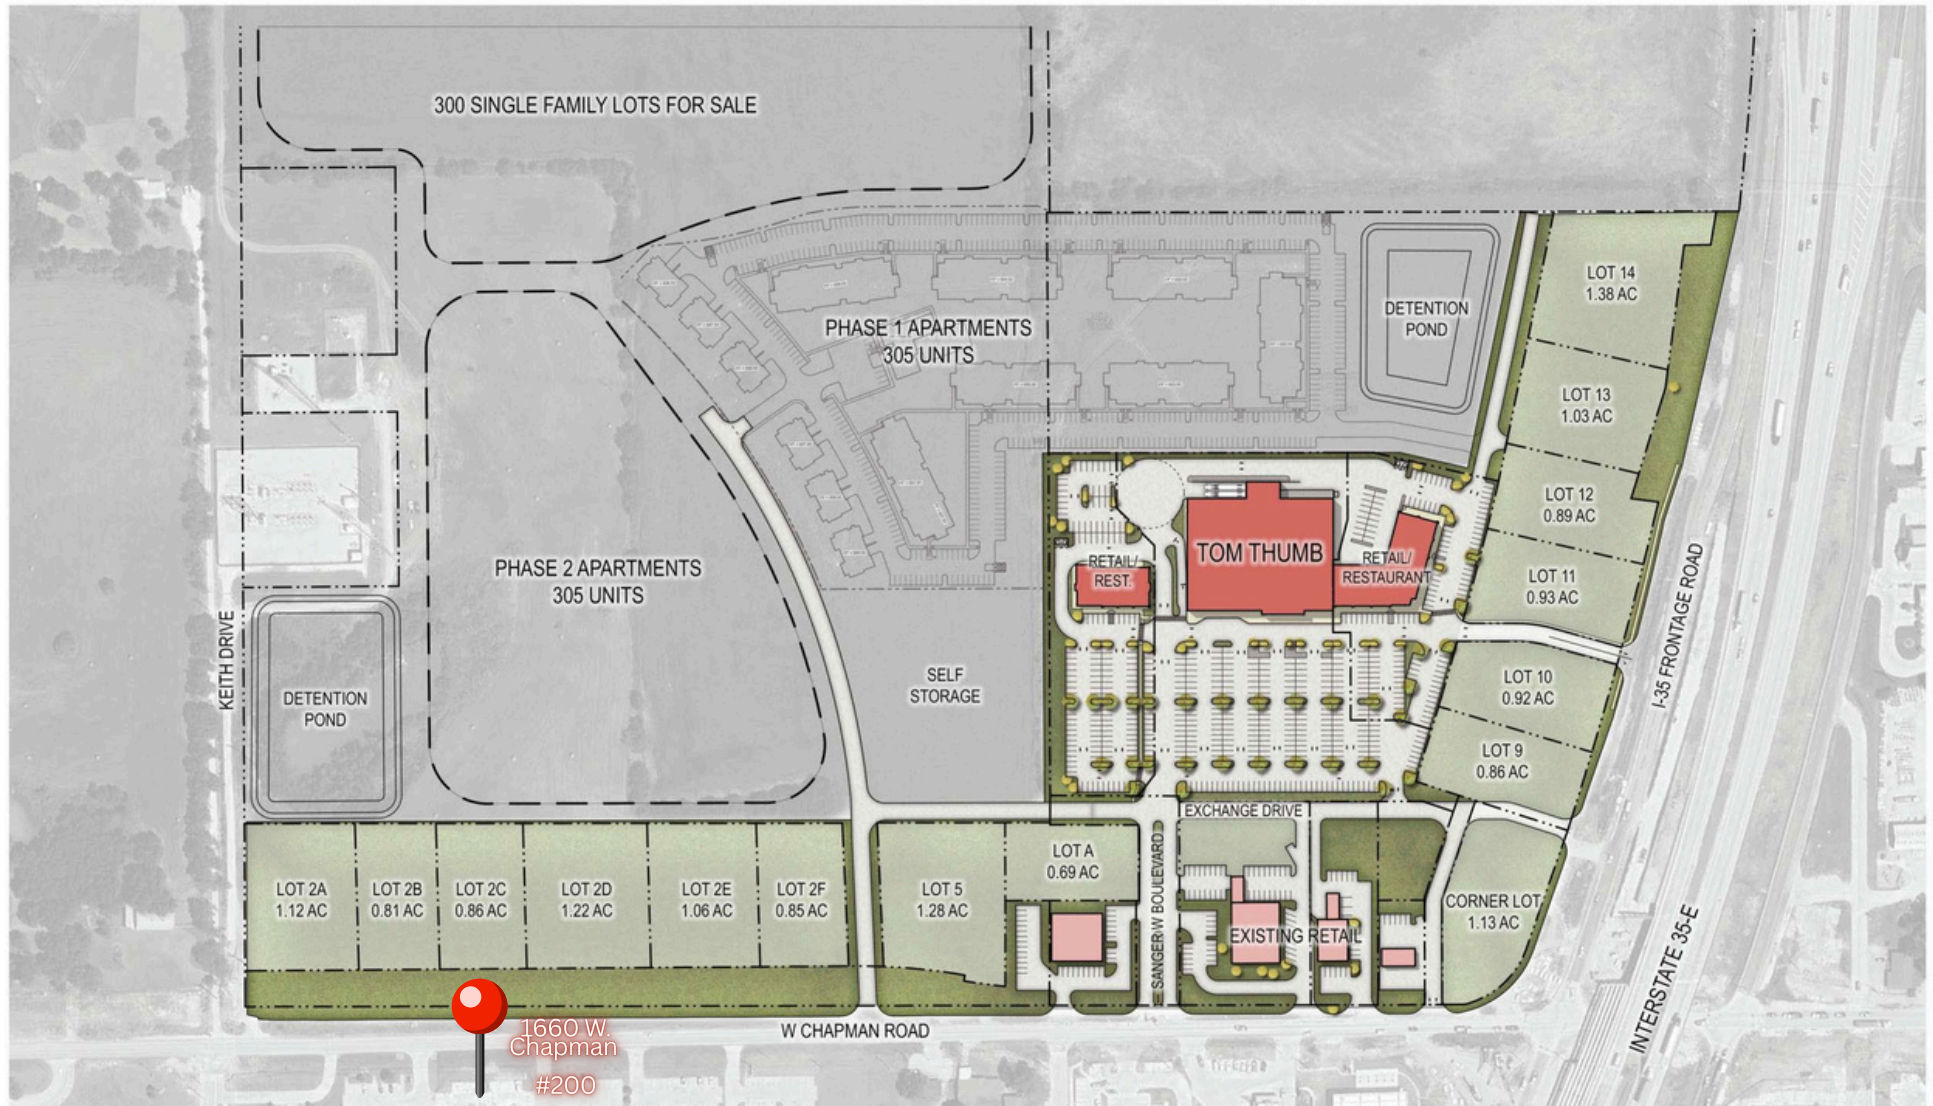 300 SINGLE FAMILY LOTS FOR SALE
PHASE 1 APARTMENTS
305 UNITS
DETENTION
POND
LOT 14
1.38 AC
LOT 13
1.03 AC
LOT 12
0.89 AC
LOT 11
0.93 AC
TOM THUMB
RETAIL/
REST.
RETAIL/
RESTAURANT
PHASE 2 APARTMENTS
305 UNITS
KEITH DRIVE
DETENTION
POND
SELF
STORAGE
I-35 FRONTAGE ROAD
LOT 10
0.92 AC
LOT 9
0.86 AC
EXCHANGE DRIVE
LOT 2A
1.12 AC
LOT 2B
0.81 AC
LOT 2C
0.86 AC
LOT 2D
1.22 AC
LOT 2E
1.06 AC
LOT 2F
0.85 AC
LOT 5
1.28 AC
LOT A
0.69 AC
SANGER W BOULEVARD
EXISTING RETAIL
CORNER LOT
1.13 AC
INTERSTATE 35-E
W CHAPMAN ROAD
1660 W.
Chapman
#200